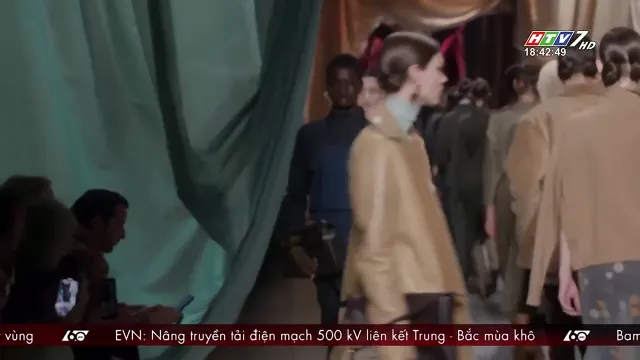 HTV7 HD
18:42:49
vùng 60 EVN: Nâng truyền tải điện mạch 500 kV liên kết Trung - Bắc mùa khô 60